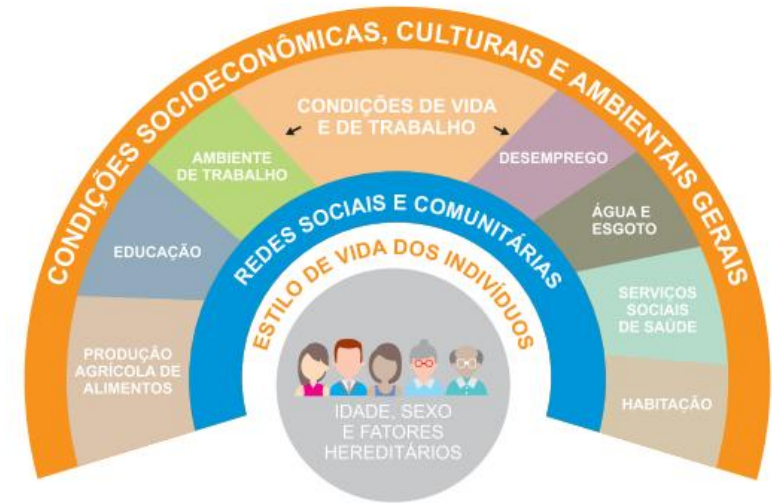 CONDIÇÕES SOCIOECONÔMICAS, CULTURAIS E AMBIENTAIS GERAIS
CONDIÇÕES DE VIDA
E DE TRABALHO
AMBIENTE
DE TRABALHO
DESEMPREGO
EDUCAÇÃO
ÁGUA E
ESGOTO
PRODUÇÃO
AGRÍCOLA DE
ALIMENTOS
SERVIÇOS
SOCIAIS
DE SAÚDE
HABITAÇÃO
REDES SOCIAIS E COMUNITÁRIAS
ESTILO DE VIDA DOS INDIVÍDUOS
IDADE, SEXO
E FATORES
HEREDITÁRIOS